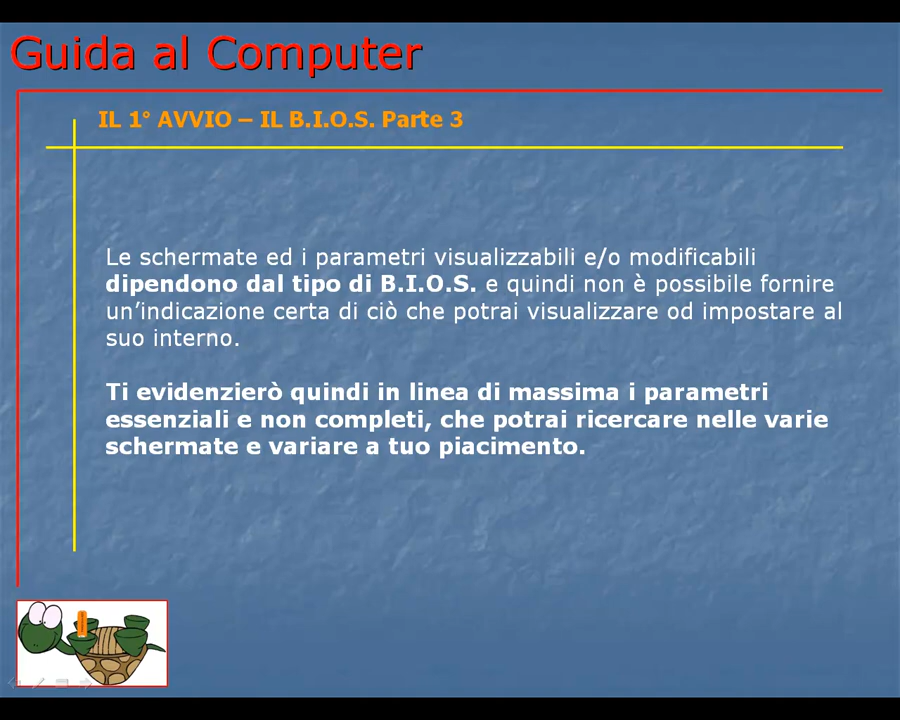 Guida al Computer
IL 1° AVVIO – IL B.I.O.S. Parte 3
Le schermate ed i parametri visualizzabili e/o modificabili
dipendono dal tipo di B.I.O.S. e quindi non è possibile fornire
un’indicazione certa di ciò che potrai visualizzare od impostare al
suo interno.
Ti evidenzierò quindi in linea di massima i parametri
essenziali e non completi, che potrai ricercare nelle varie
schermate e variare a tuo piacimento.